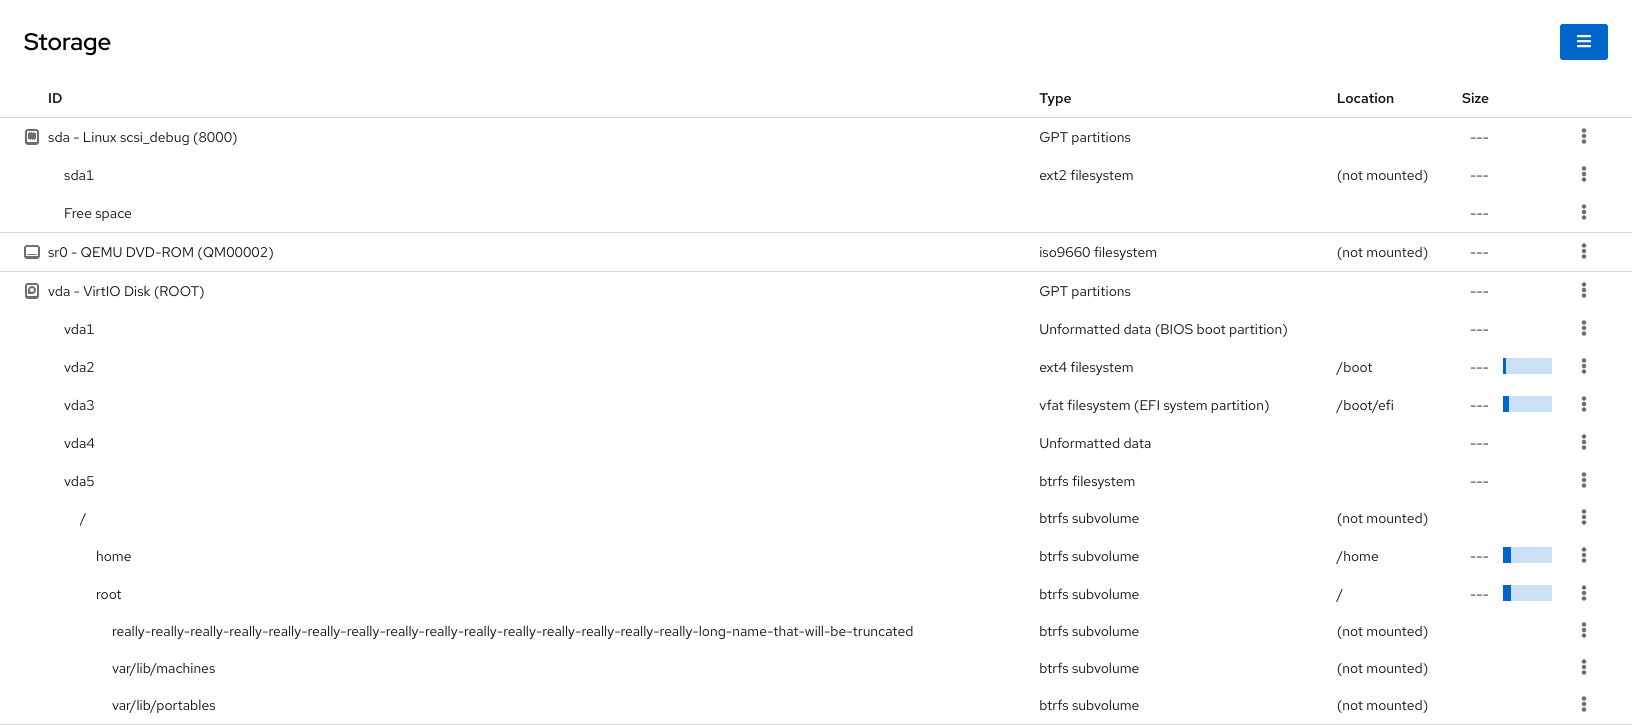 Storage
ID Type Location Size
sda - Linux scsi_debug (8000) GPT partitions ---
sda1 ext2 filesystem (not mounted) ---
Free space ---
sr0 - QEMU DVD-ROM (QM00002) iso9660 filesystem (not mounted) ---
vda - VirtIO Disk (ROOT) GPT partitions ---
vda1 Unformatted data (BIOS boot partition) ---
vda2 ext4 filesystem /boot ---
vda3 vfat filesystem (EFI system partition) /boot/efi ---
vda4 Unformatted data ---
vda5 btrfs filesystem ---
/ btrfs subvolume (not mounted)
home btrfs subvolume /home ---
root btrfs subvolume / ---
really-really-really-really-really-really-really-really-really-really-really-really-really-really-really-long-name-that-will-be-truncated btrfs subvolume (not mounted)
var/lib/machines btrfs subvolume (not mounted)
var/lib/portables btrfs subvolume (not mounted)